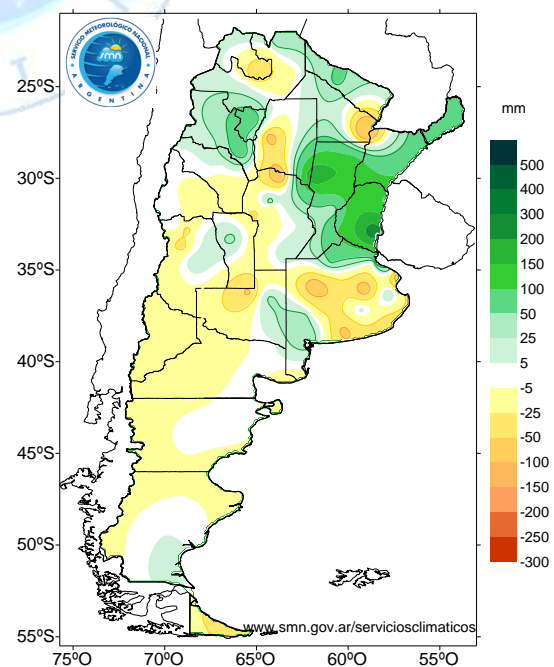 SERVICIO METEOROLÓGICO NACIONAL
smn
ARGENTINA
25ºS
30ºS
35ºS
40ºS
45ºS
50ºS
55ºS
75ºO
70ºO
65ºO
60ºO
55ºO
www.smn.gov.ar/serviciosclimaticos
mm
500
400
300
200
150
100
50
25
5
-5
-25
-50
-100
-150
-200
-250
-300